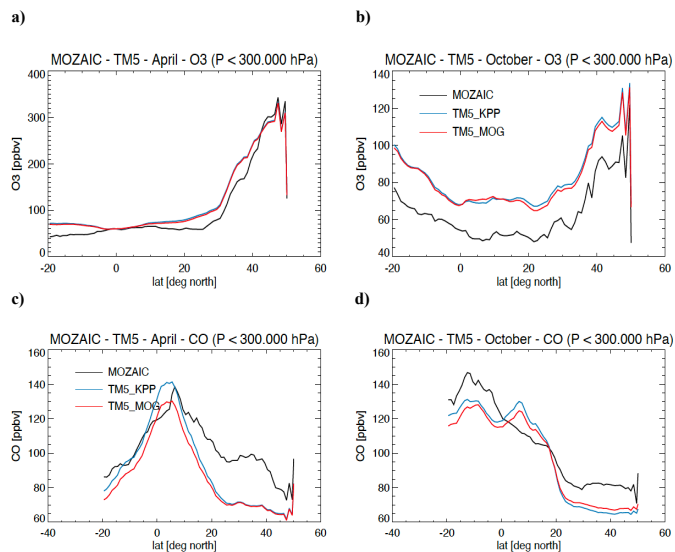 a)
MOZAIC - TM5 - April - O3 (P < 300.000 hPa)
400
300
200
100
0
O3 [ppbv]
-20 0 20 40 60
lat [deg north]
b)
MOZAIC - TM5 - October - O3 (P < 300.000 hPa)
MOZAIC
TM5_KPP
TM5_MOG
140
120
100
80
60
40
O3 [ppbv]
-20 0 20 40 60
lat [deg north]
c)
MOZAIC - TM5 - April - CO (P < 300.000 hPa)
MOZAIC
TM5_KPP
TM5_MOG
160
140
120
100
80
60
CO [ppbv]
-40 -20 0 20 40 60
lat [deg north]
d)
MOZAIC - TM5 - October - CO (P < 300.000 hPa)
160
140
120
100
80
60
CO [ppbv]
-40 -20 0 20 40 60
lat [deg north]